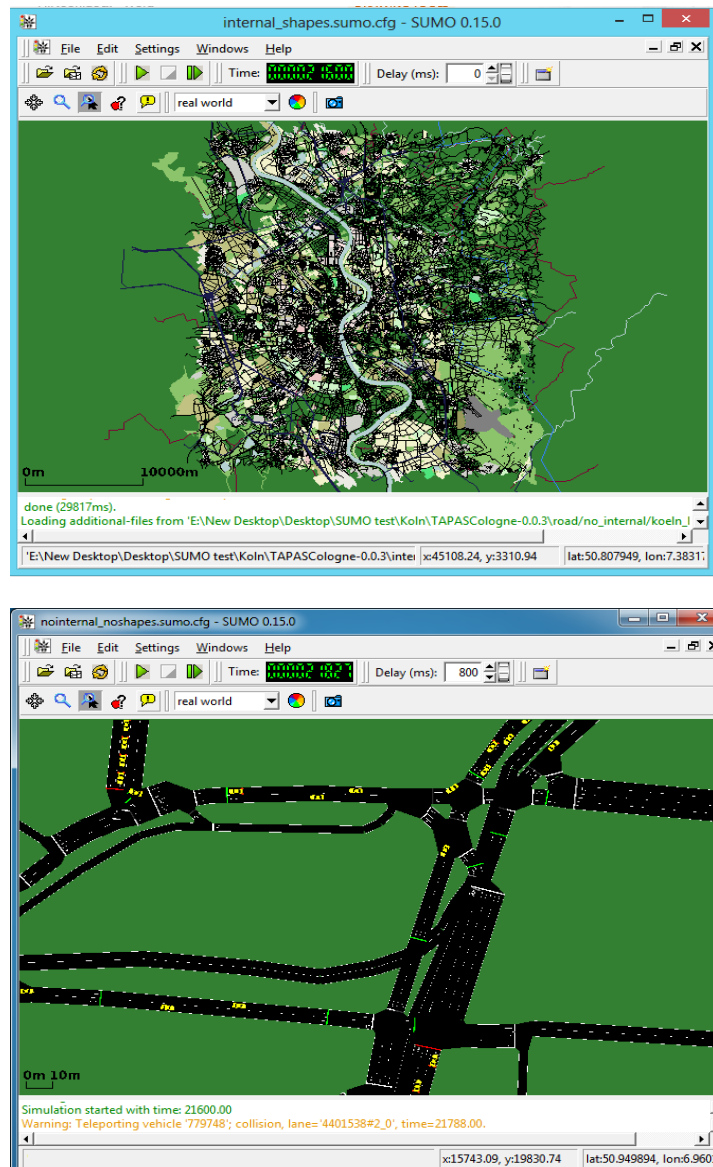 internal_shapes.sumo.cfg - SUMO 0.15.0
File Edit Settings Windows Help
Time: 21600 Delay (ms): 0
real world
0m 10000m
done (29817ms).
Loading additional-files from 'E:\New Desktop\Desktop\SUMO test\Koln\TAPASCologne-0.0.3\road/no_internal/koeln_
'E:\New Desktop\Desktop\SUMO test\Koln\TAPASCologne-0.0.3\inte x:45108.24, y:3310.94 lat:50.807949, lon:7.3831
nointernal_noshapes.sumo.cfg - SUMO 0.15.0
File Edit Settings Windows Help
Time: 21827 Delay (ms): 800
real world
0m 10m
Simulation started with time: 21600.00
Warning: Teleporting vehicle '779748'; collision, lane='4401538#2_0', time=21788.00.
x:15743.09, y:19830.74 lat:50.949894, lon:6.960